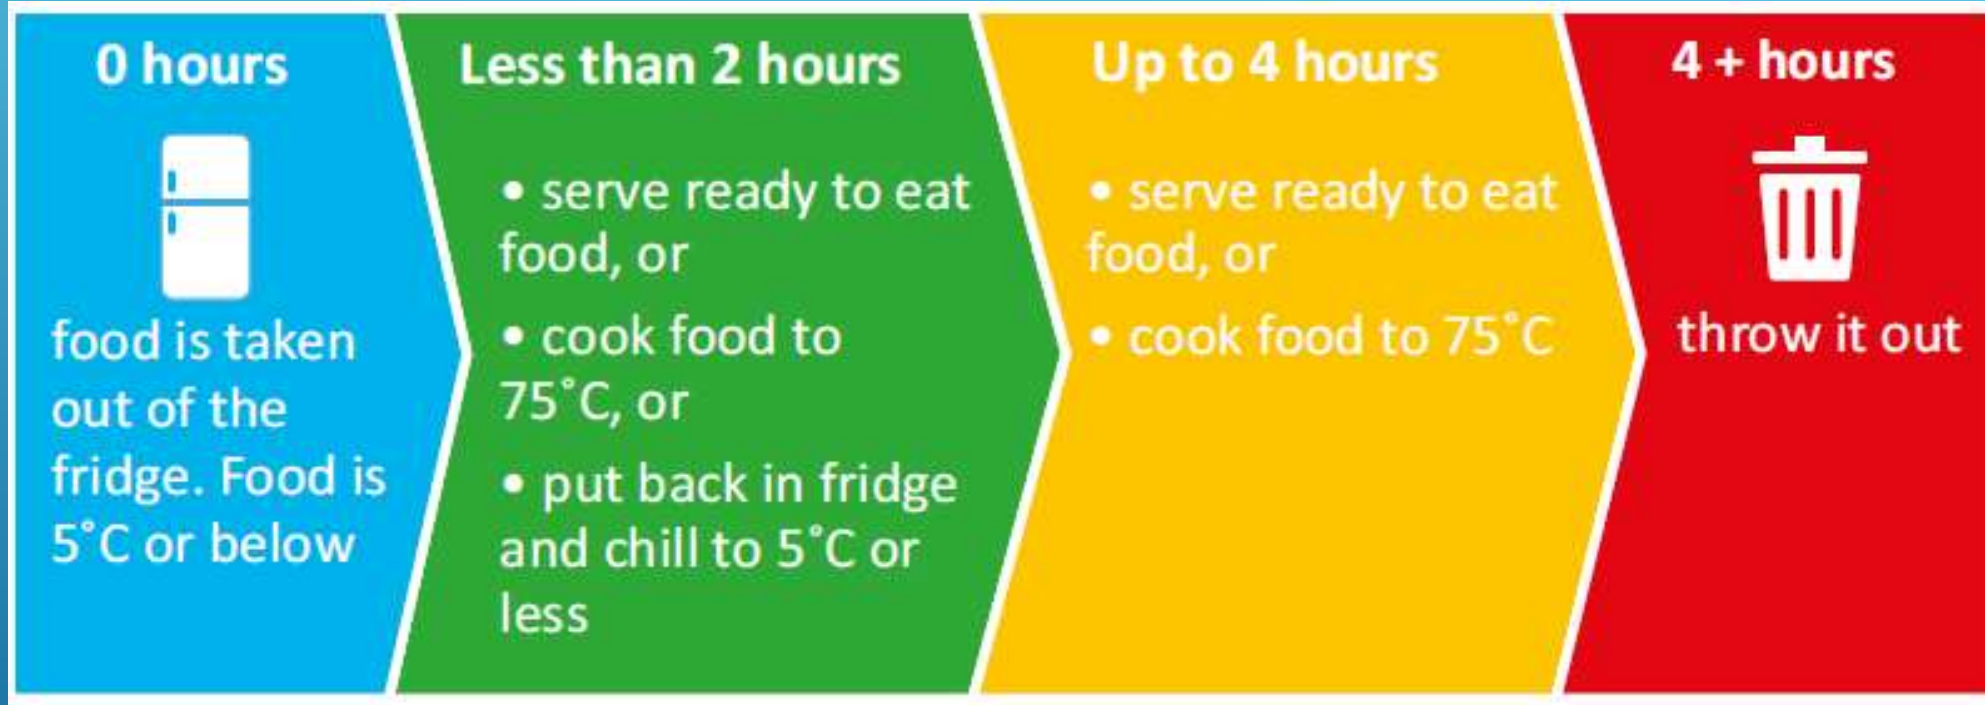 0 hours
food is taken
out of the
fridge. Food is
5˚C or below
Less than 2 hours
• serve ready to eat
food, or
• cook food to
75˚C, or
• put back in fridge
and chill to 5˚C or
less
Up to 4 hours
• serve ready to eat
food, or
• cook food to 75˚C
4 + hours
throw it out